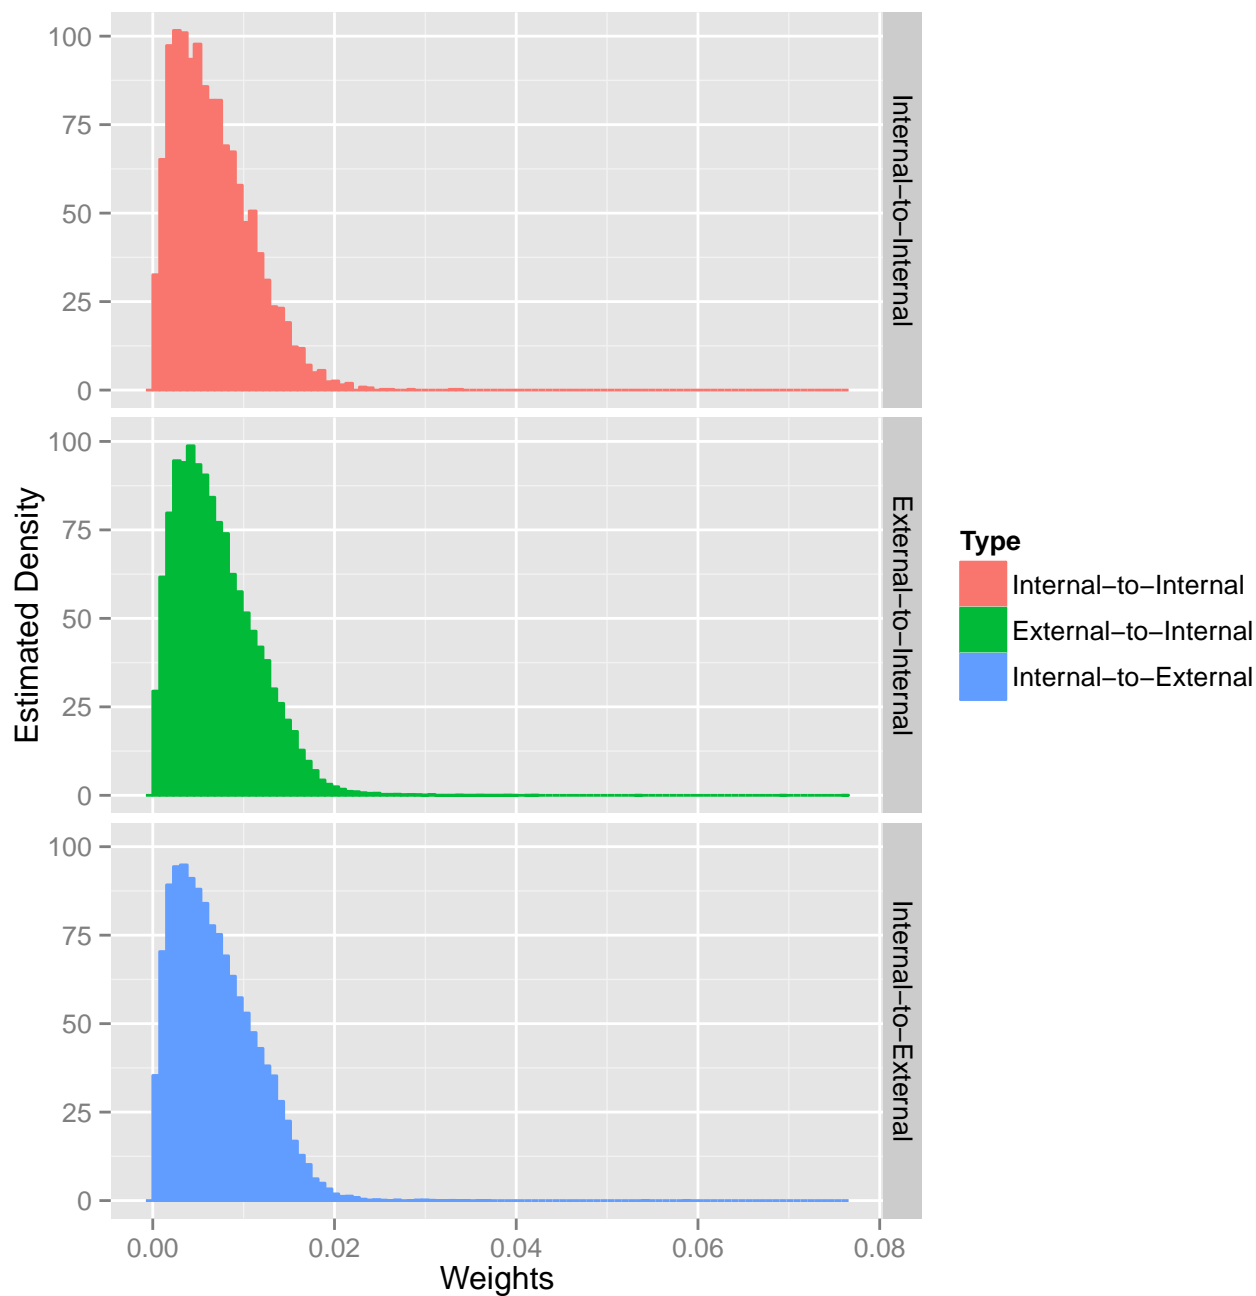 100
75
50
25
0
Internal-to-Internal
100
75
50
25
0
External-to-Internal
100
75
50
25
0
Internal-to-External
Estimated Density
0.00
0.02
0.04
0.06
0.08
Weights
Type
Internal-to-Internal
External-to-Internal
Internal-to-External